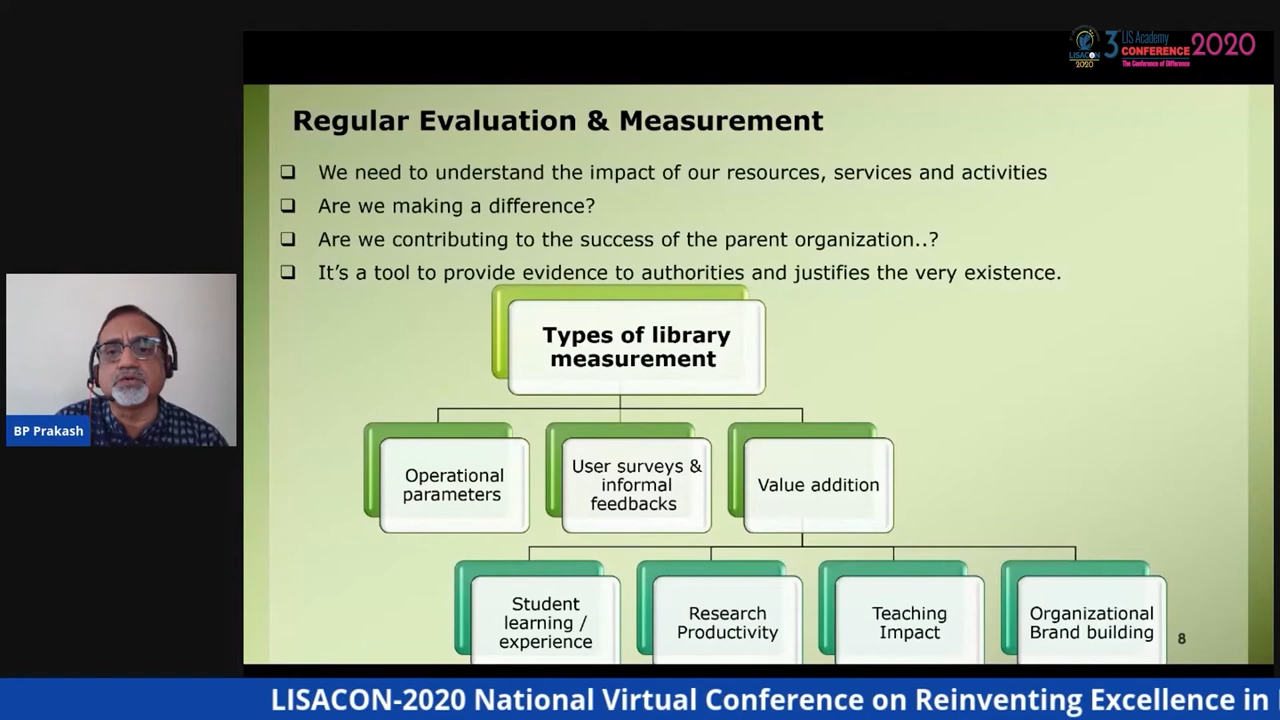 LISACON
2020
3
LIS Academy
CONFERENCE
The Conference of Difference
2020
Regular Evaluation & Measurement
❑ We need to understand the impact of our resources, services and activities
❑ Are we making a difference?
❑ Are we contributing to the success of the parent organization..?
❑ It’s a tool to provide evidence to authorities and justifies the very existence.
Types of library
measurement
Operational
parameters
User surveys &
informal
feedbacks
Value addition
Student
learning /
experience
Research
Productivity
Teaching
Impact
Organizational
Brand building
8
BP Prakash
LISACON-2020 National Virtual Conference on Reinventing Excellence in